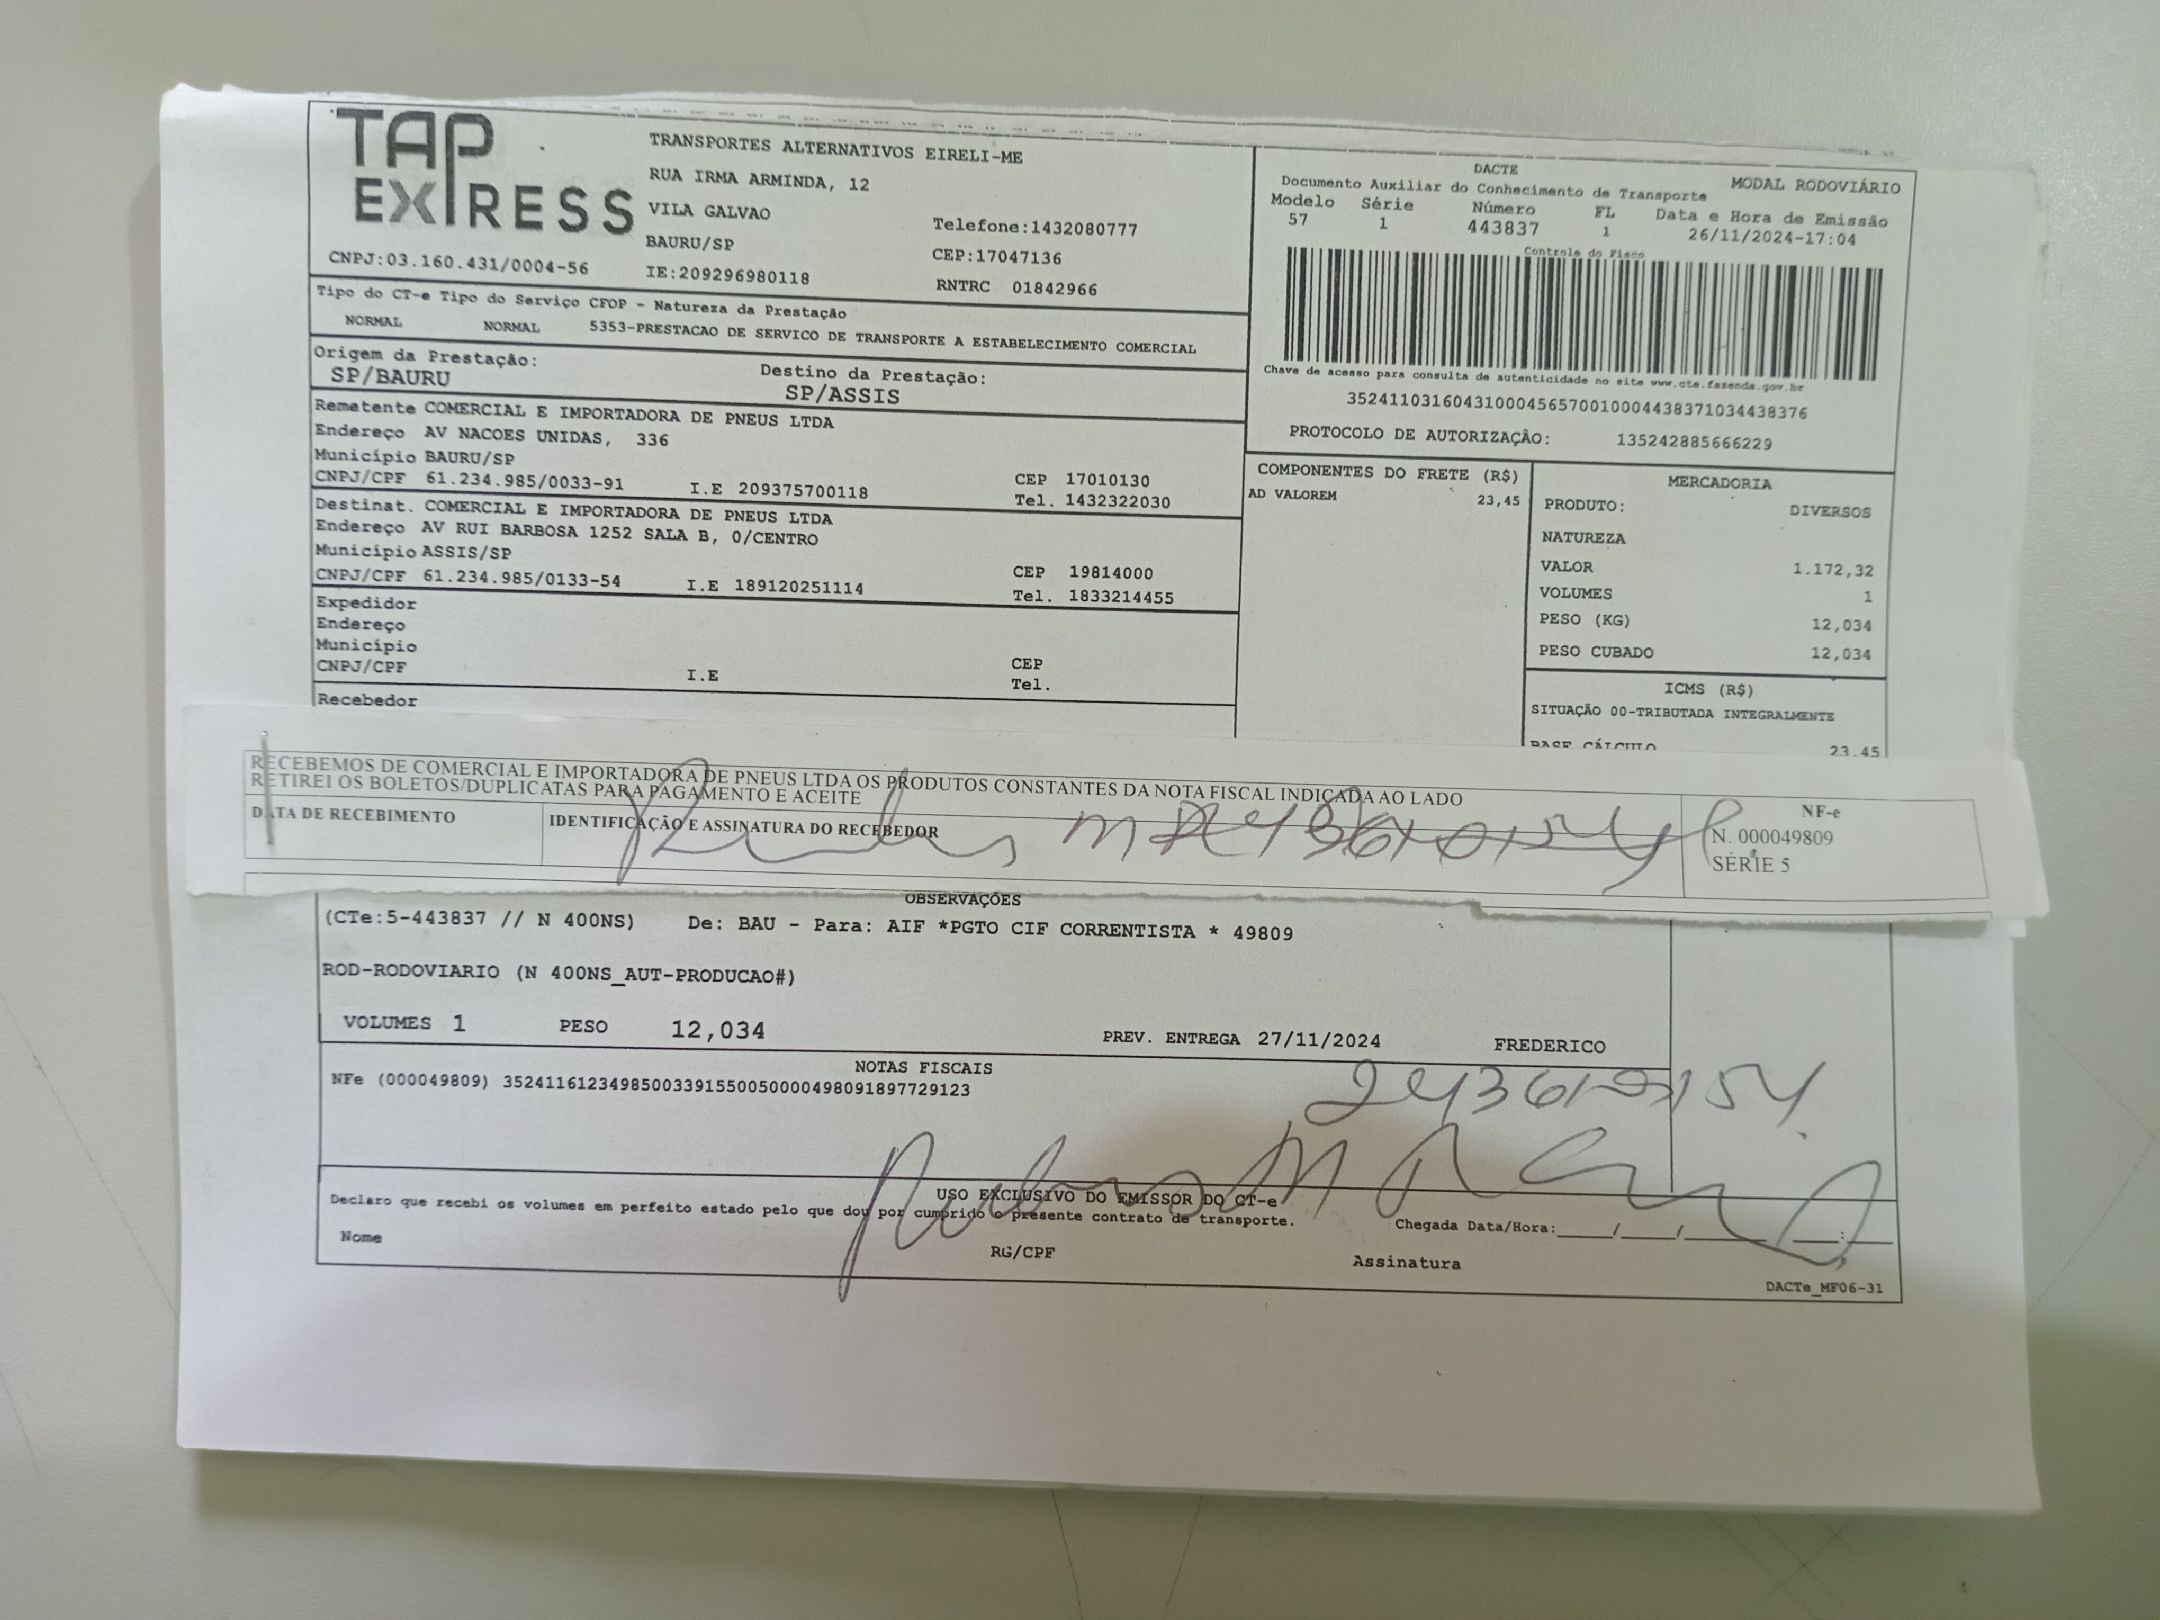 TAP EXPRESS
TRANSPORTES ALTERNATIVOS EIRELI-ME
RUA IRMA ARMINDA, 12
VILA GALVAO
BAURU/SP
Telefone:1432080777
CEP:17047136
CNPJ:03.160.431/0004-56
IE:209296980118
RNTRC 01842966
DACTE
MODAL RODOVIÁRIO
Documento Auxiliar do Conhecimento de Transporte
Modelo Série Número FL Data e Hora de Emissão
57 1 443837 1 26/11/2024-17:04
Controle do Fisco
Chave de acesso para consulta de autenticidade no site www.cte.fazenda.gov.br
35241103160431000456570010004438371034438376
PROTOCOLO DE AUTORIZAÇÂO: 135242885666229
Tipo do CT-e Tipo do Serviço CFOP - Natureza da Prestação
NORMAL NORMAL 5353-PRESTACAO DE SERVICO DE TRANSPORTE A ESTABELECIMENTO COMERCIAL
Origem da Prestação: Destino da Prestação:
SP/BAURU SP/ASSIS
Remetente COMERCIAL E IMPORTADORA DE PNEUS LTDA
Endereço AV NACOES UNIDAS, 336
Município BAURU/SP
CEP 17010130
CNPJ/CPF 61.234.985/0033-91 I.E 209375700118 Tel. 1432322030
Destinat. COMERCIAL E IMPORTADORA DE PNEUS LTDA
Endereço AV RUI BARBOSA 1252 SALA B, 0/CENTRO
Município ASSIS/SP
CEP 19814000
CNPJ/CPF 61.234.985/0133-54 I.E 189120251114 Tel. 1833214455
Expedidor
Endereço
Município
CEP
CNPJ/CPF I.E Tel.
Recebedor
COMPONENTES DO FRETE (R$)
AD VALOREM 23,45
MERCADORIA
PRODUTO: DIVERSOS
NATUREZA
VALOR 1.172,32
VOLUMES 1
PESO (KG) 12,034
PESO CUBADO 12,034
ICMS (R$)
SITUAÇÃO 00-TRIBUTADA INTEGRALMENTE
BASE CÁLCULO 23.45
RECEBEMOS DE COMERCIAL E IMPORTADORA DE PNEUS LTDA OS PRODUTOS CONSTANTES DA NOTA FISCAL INDICADA AO LADO
RETIREI OS BOLETOS/DUPLICATAS PARA PAGAMENTO E ACEITE
DATA DE RECEBIMENTO
IDENTIFICAÇÃO E ASSINATURA DO RECEBEDOR
NF-e
N. 000049809
SÉRIE 5
OBSERVAÇÕES
(CTe:5-443837 // N 400NS) De: BAU - Para: AIF *PGTO CIF CORRENTISTA * 49809
ROD-RODOVIARIO (N 400NS_AUT-PRODUCAO#)
VOLUMES 1 PESO 12,034 PREV. ENTREGA 27/11/2024 FREDERICO
NOTAS FISCAIS
NFe (000049809) 35241161234985003391550050000498091897729123
USO EXCLUSIVO DO EMISSOR DO CT-e
Declaro que recebi os volumes em perfeito estado pelo que dou por cumprido o presente contrato de transporte.
Chegada Data/Hora:____/____/______ ___:___
Nome RG/CPF Assinatura
DACTe_MF06-31